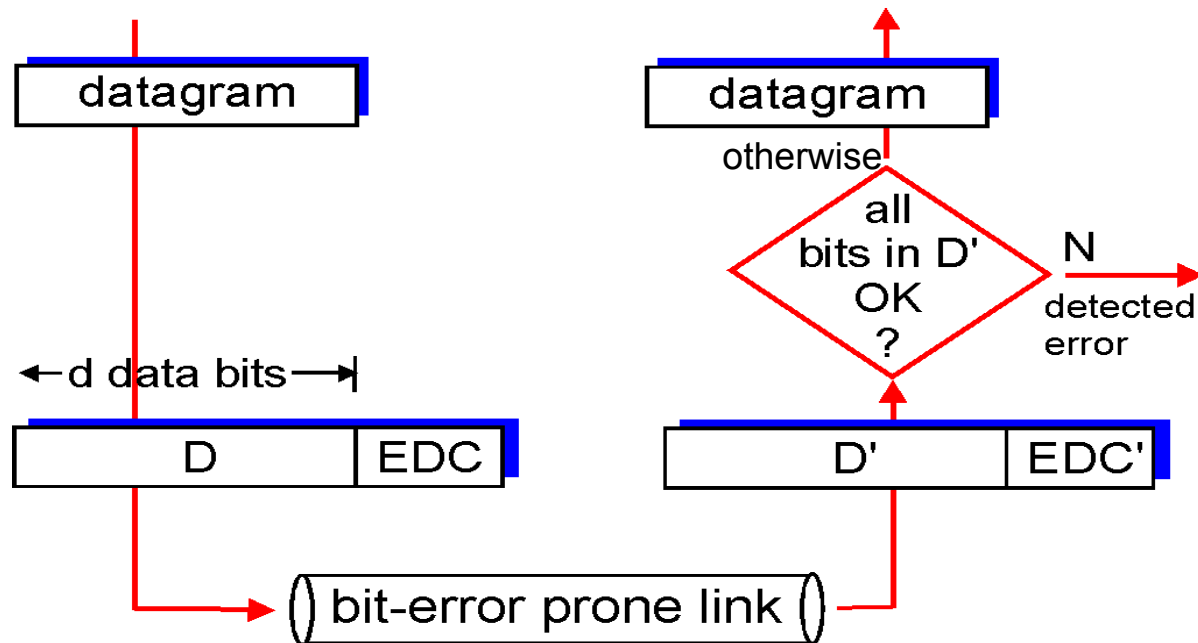 datagram
d data bits
D
EDC
bit-error prone link
datagram
otherwise
all
bits in D'
OK
?
N
detected
error
D'
EDC'